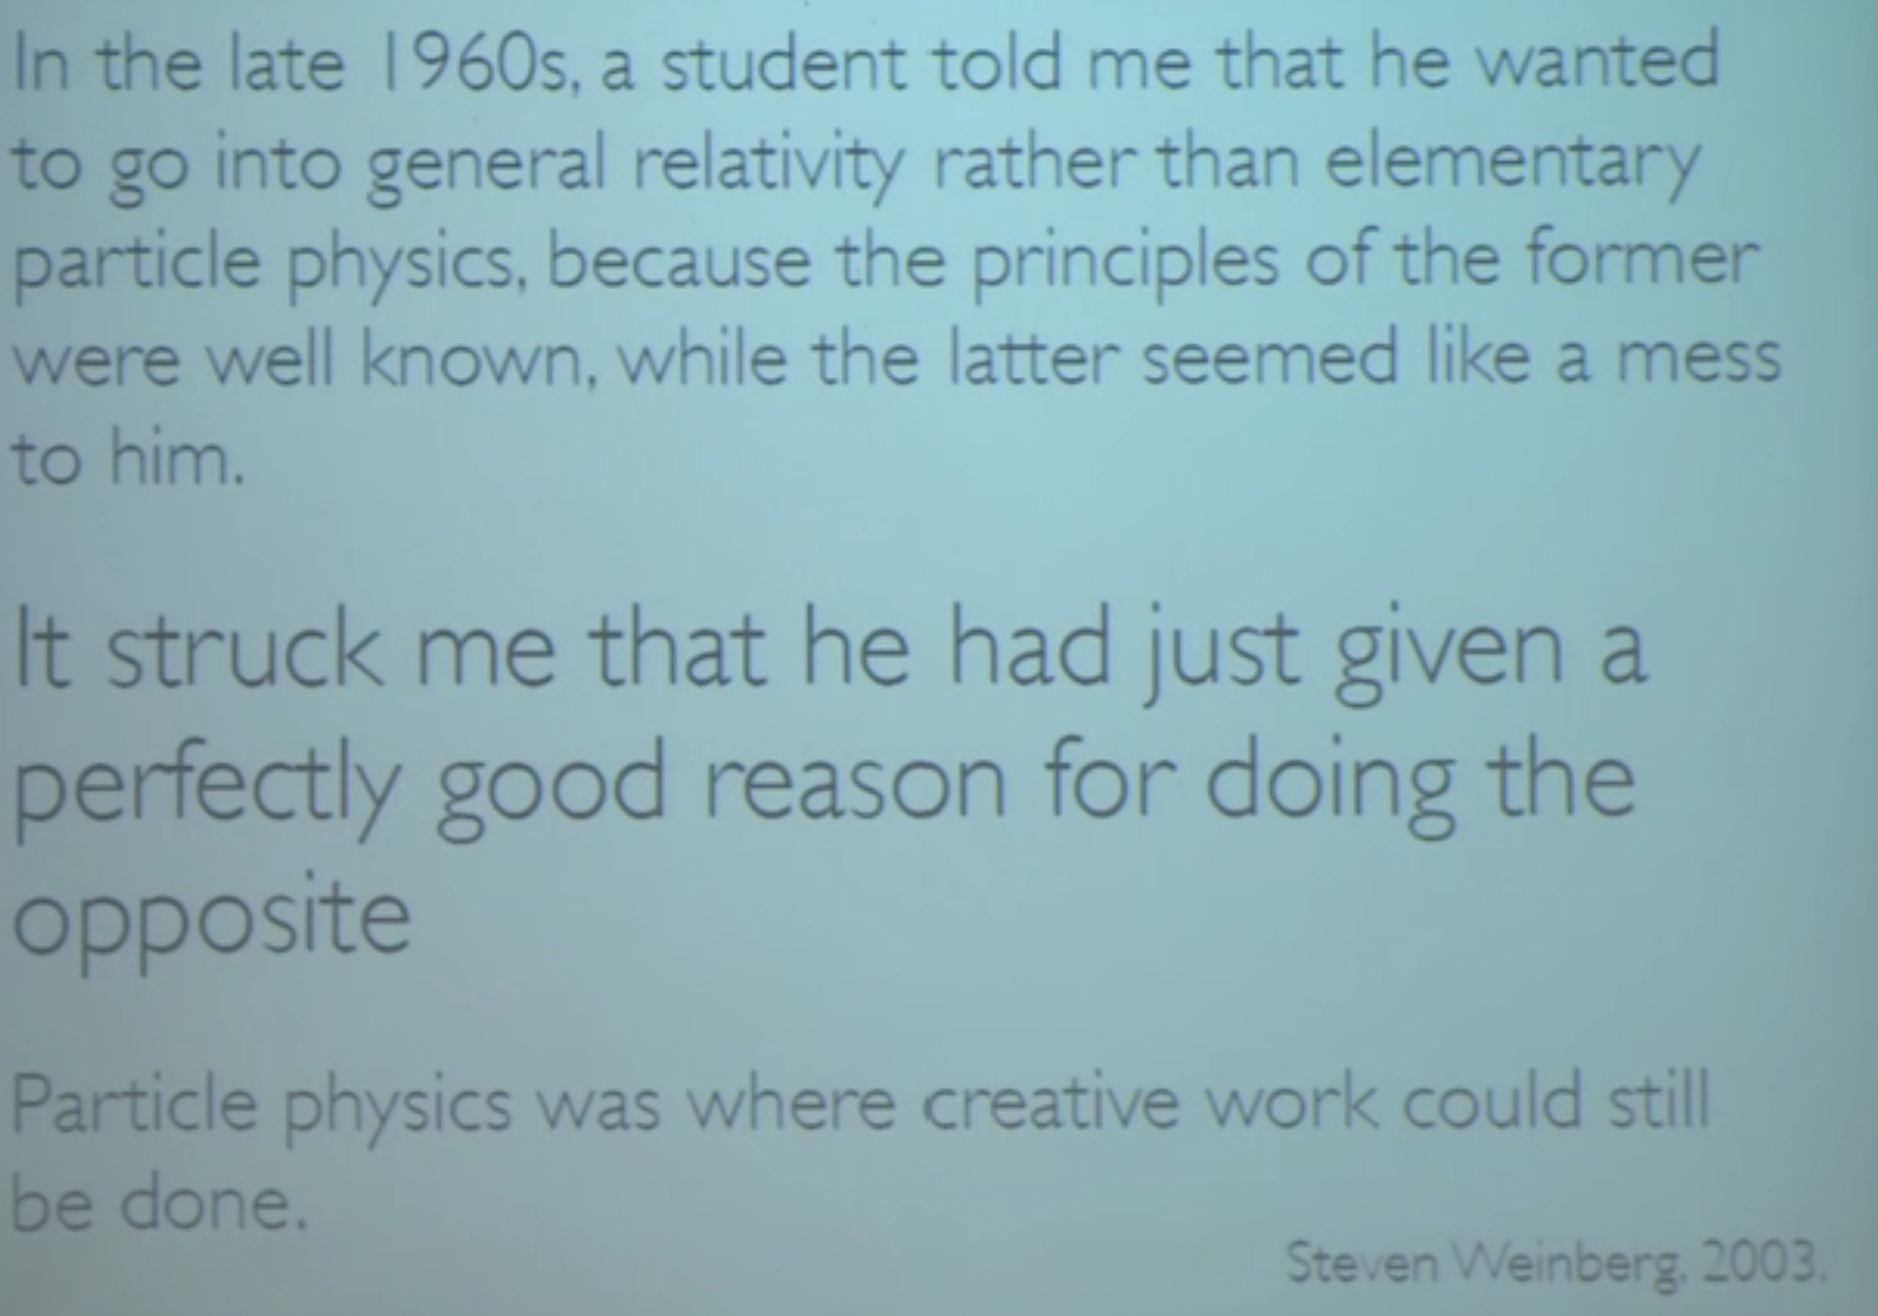 In the late 1960s, a student told me that he wanted
to go into general relativity rather than elementary
particle physics, because the principles of the former
were well known, while the latter seemed like a mess
to him.
It struck me that he had just given a
perfectly good reason for doing the
opposite
Particle physics was where creative work could still
be done.
Steven Weinberg, 2003.